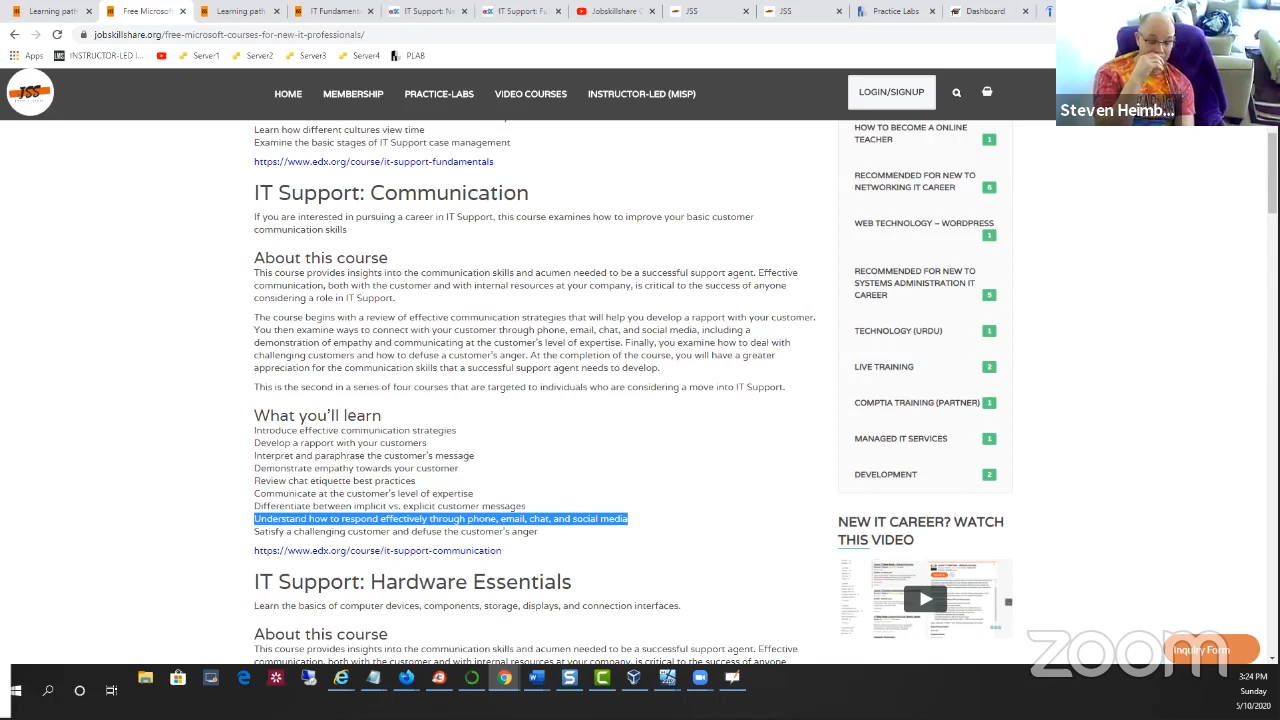 Learning path
Free Microsoft
Learning path
IT Fundament
IT Support: Ne
IT Support: Fu
Jobskillshare
JSS
JSS
Practice Labs
Dashboard
jobskillshare.org/free-microsoft-courses-for-new-it-professionals/
Apps
INSTRUCTOR-LED I...
Server1
Server2
Server3
Server4
PLAB
JSS
HOME
MEMBERSHIP
PRACTICE-LABS
VIDEO COURSES
INSTRUCTOR-LED (MISP)
LOGIN/SIGNUP
Steven Heimb...
Learn how different cultures view time
Examine the basic stages of IT Support case management
https://www.edx.org/course/it-support-fundamentals
IT Support: Communication
If you are interested in pursuing a career in IT Support, this course examines how to improve your basic customer
communication skills
About this course
This course provides insights into the communication skills and acumen needed to be a successful support agent. Effective
communication, both with the customer and with internal resources at your company, is critical to the success of anyone
considering a role in IT Support.
The course begins with a review of effective communication strategies that will help you develop a rapport with your customer.
You then examine ways to connect with your customer through phone, email, chat, and social media, including a
demonstration of empathy and communicating at the customer's level of expertise. Finally, you examine how to deal with
challenging customers and how to defuse a customer's anger. At the completion of the course, you will have a greater
appreciation for the communication skills that a successful support agent needs to develop.
This is the second in a series of four courses that are targeted to individuals who are considering a move into IT Support.
What you'll learn
Introduce effective communication strategies
Develop a rapport with your customers
Interpret and paraphrase the customer's message
Demonstrate empathy towards your customer
Review chat etiquette best practices
Communicate at the customer's level of expertise
Differentiate between implicit vs. explicit customer messages
Understand how to respond effectively through phone, email, chat, and social media
Satisfy a challenging customer and defuse the customer's anger
https://www.edx.org/course/it-support-communication
IT Support: Hardware Essentials
About this course
This course provides insights into the communication skills and acumen needed to be a successful support agent. Effective
communication, both with the customer and with internal resources at your company, is critical to the success of anyone
HOW TO BECOME A ONLINE
TEACHER
1
RECOMMENDED FOR NEW TO
NETWORKING IT CAREER
6
WEB TECHNOLOGY – WORDPRESS
1
RECOMMENDED FOR NEW TO
SYSTEMS ADMINISTRATION IT
CAREER
5
TECHNOLOGY (URDU)
1
LIVE TRAINING
2
COMPTIA TRAINING (PARTNER)
1
MANAGED IT SERVICES
1
DEVELOPMENT
2
NEW IT CAREER? WATCH
THIS VIDEO
zoom
Inquiry Form
3:24 PM
Sunday
5/10/2020